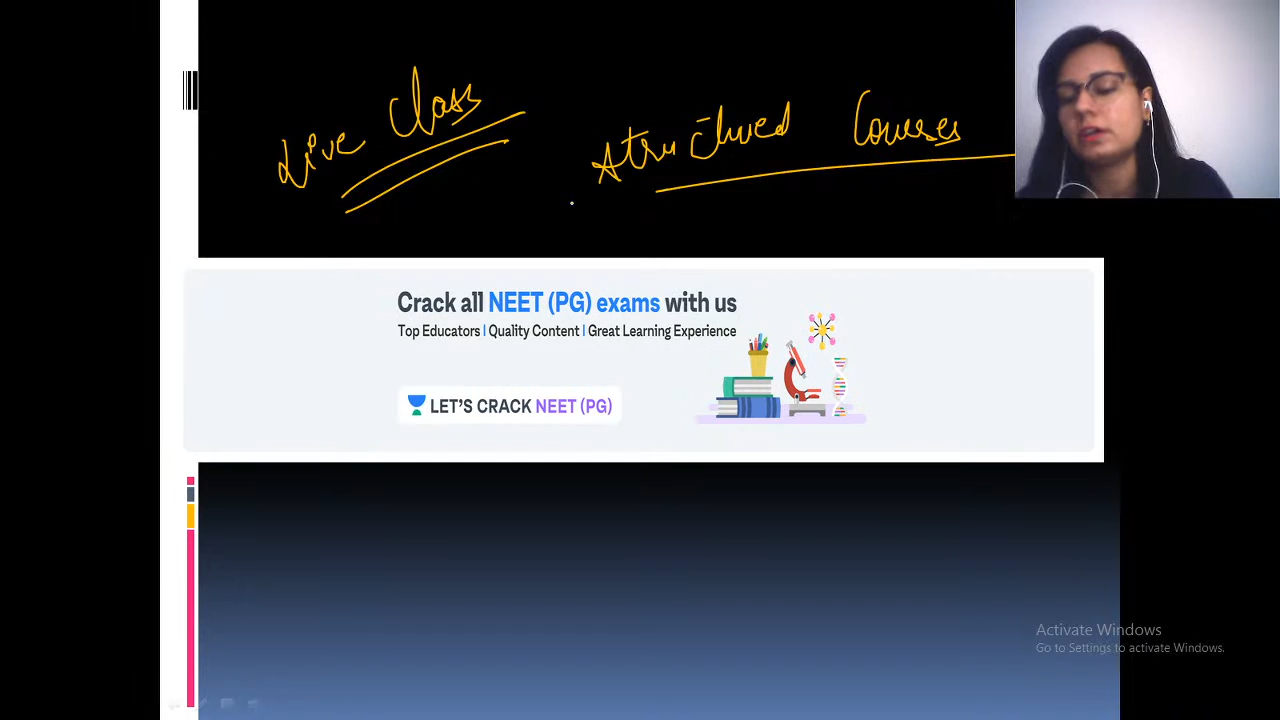 Live Class
Structured Courses
Crack all NEET (PG) exams with us
Top Educators | Quality Content | Great Learning Experience
LET'S CRACK NEET (PG)
Activate Windows
Go to Settings to activate Windows.